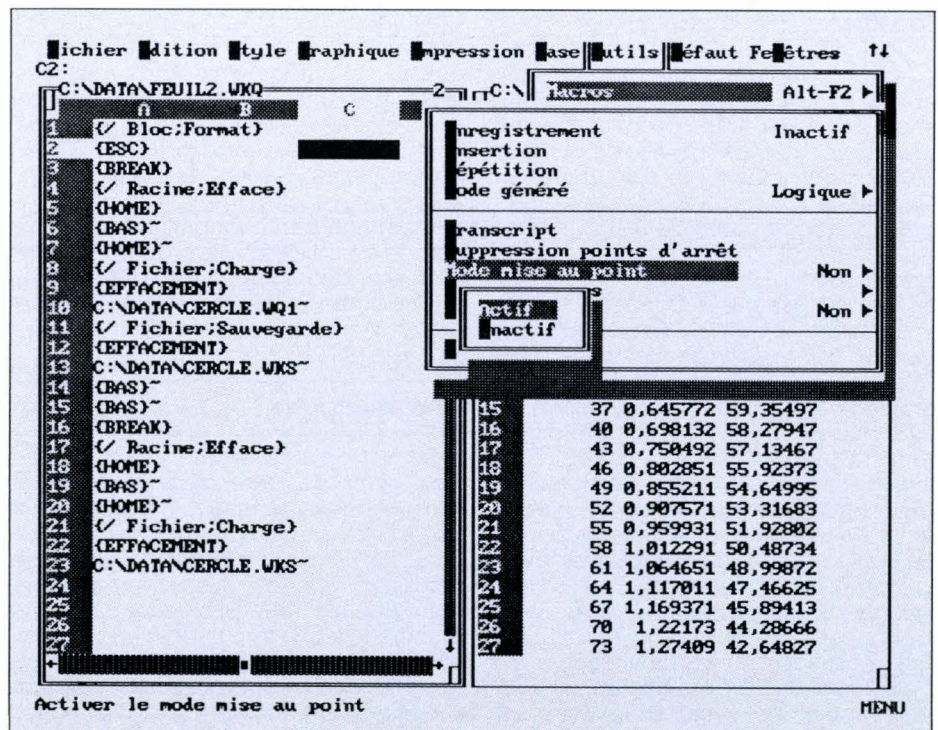 ichier dition tyle raphique mpression ase utils éfaut Fe êtres ↑↓
C2:
C:\DATA\FEUIL2.WKQ 2
A B C
1 {/ Bloc;Format}
2 {ESC}
3 {BREAK}
4 {/ Racine;Efface}
5 {HOME}
6 {BAS}~
7 {HOME}~
8 {/ Fichier;Charge}
9 {EFFACEMENT}
10 C:\DATA\CERCLE.WQ1~
11 {/ Fichier;Sauvegarde}
12 {EFFACEMENT}
13 C:\DATA\CERCLE.WKS~
14 {BAS}~
15 {BAS}~
16 {BREAK}
17 {/ Racine;Efface}
18 {HOME}
19 {BAS}~
20 {HOME}~
21 {/ Fichier;Charge}
22 {EFFACEMENT}
23 C:\DATA\CERCLE.WKS~
24
25
26
27
C:\
Macros Alt-F2
nregistrement Inactif
nsertion
épétition
ode généré Logique
ranscript
uppression points d'arrêt
Mode mise au point Non
s
Non
Actif
nactif
15 37 0,645772 59,35497
16 40 0,698132 58,27947
17 43 0,750492 57,13467
18 46 0,802851 55,92373
19 49 0,855211 54,64995
20 52 0,907571 53,31683
21 55 0,959931 51,92802
22 58 1,012291 50,48734
23 61 1,064651 48,99872
24 64 1,117011 47,46625
25 67 1,169371 45,89413
26 70 1,22173 44,28666
27 73 1,27409 42,64827
Activer le mode mise au point MENU